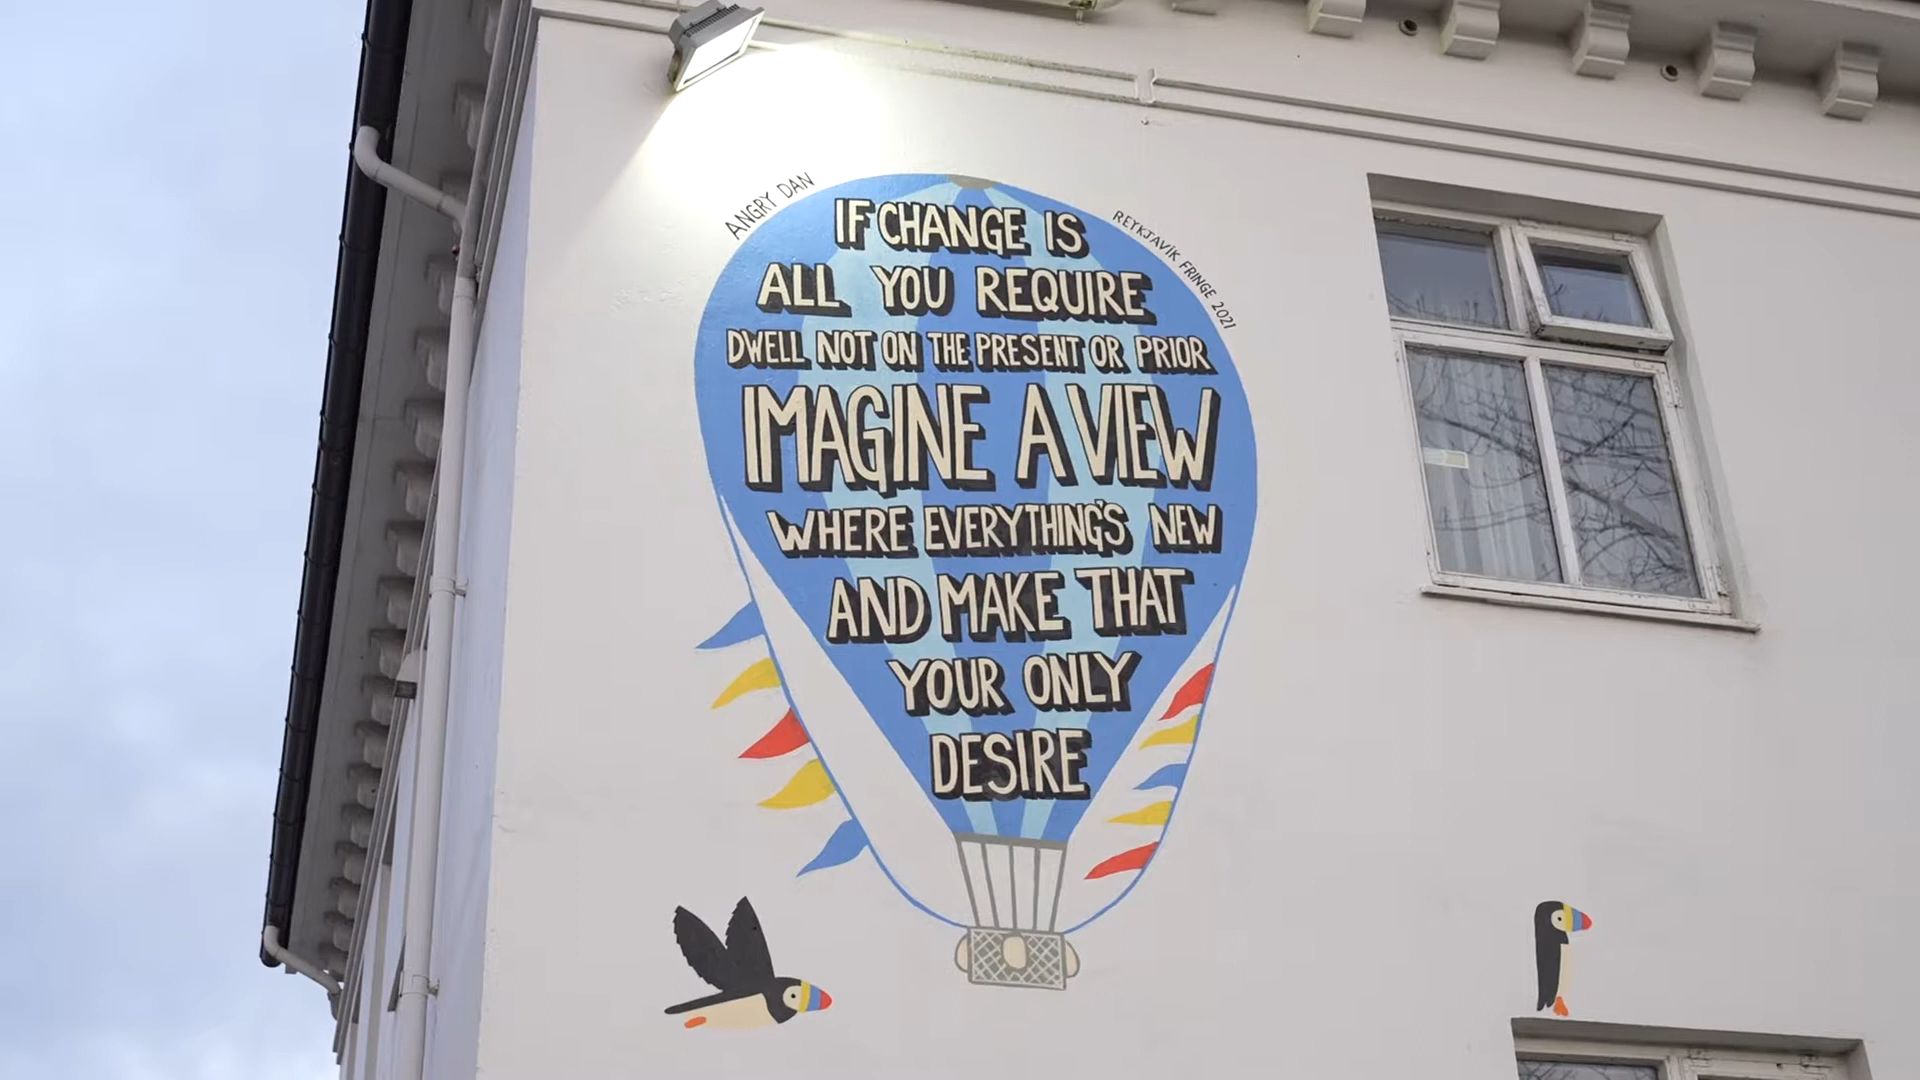 ANGRY DAN
REYKJAVÍK FRINGE 2021
IF CHANGE IS
ALL YOU REQUIRE
DWELL NOT ON THE PRESENT OR PRIOR
IMAGINE A VIEW
WHERE EVERYTHING'S NEW
AND MAKE THAT
YOUR ONLY
DESIRE